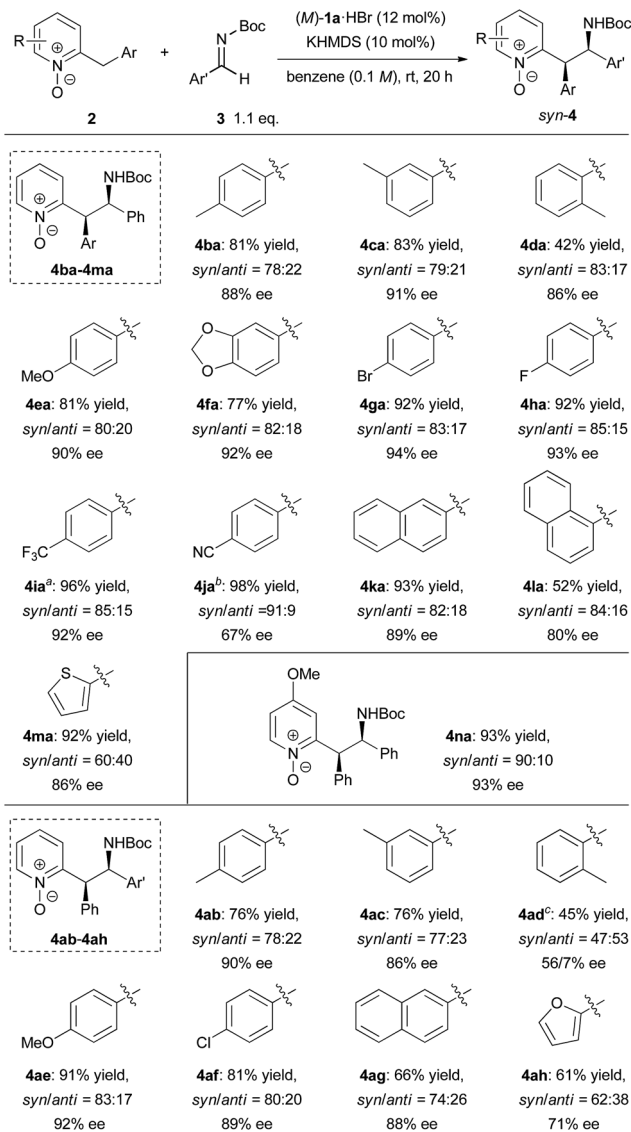 R
N
⊕
O
⊖
Ar
2
+
N
Boc
Ar'
H
3 1.1 eq.
(M)-1a·HBr (12 mol%)
KHMDS (10 mol%)
benzene (0.1 M), rt, 20 h
R
NHBoc
N
⊕
Ar'
O
⊖
Ar
syn-4
NHBoc
N
⊕
Ph
O
⊖
Ar
4ba-4ma
4ba: 81% yield,
syn/anti = 78:22
88% ee
4ca: 83% yield,
syn/anti = 79:21
91% ee
4da: 42% yield,
syn/anti = 83:17
86% ee
MeO
4ea: 81% yield,
syn/anti = 80:20
90% ee
O
O
4fa: 77% yield,
syn/anti = 82:18
92% ee
Br
4ga: 92% yield,
syn/anti = 83:17
94% ee
F
4ha: 92% yield,
syn/anti = 85:15
93% ee
F3C
4iaᵃ: 96% yield,
syn/anti = 85:15
92% ee
NC
4jaᵇ: 98% yield,
syn/anti =91:9
67% ee
4ka: 93% yield,
syn/anti = 82:18
89% ee
4la: 52% yield,
syn/anti = 84:16
80% ee
S
4ma: 92% yield,
syn/anti = 60:40
86% ee
OMe
NHBoc
N
⊕
Ph
O
⊖
Ph
4na: 93% yield,
syn/anti = 90:10
93% ee
NHBoc
N
⊕
Ar'
O
⊖
Ph
4ab-4ah
4ab: 76% yield,
syn/anti = 78:22
90% ee
4ac: 76% yield,
syn/anti = 77:23
86% ee
4adᶜ: 45% yield,
syn/anti = 47:53
56/7% ee
MeO
4ae: 91% yield,
syn/anti = 83:17
92% ee
Cl
4af: 81% yield,
syn/anti = 80:20
89% ee
4ag: 66% yield,
syn/anti = 74:26
88% ee
O
4ah: 61% yield,
syn/anti = 62:38
71% ee